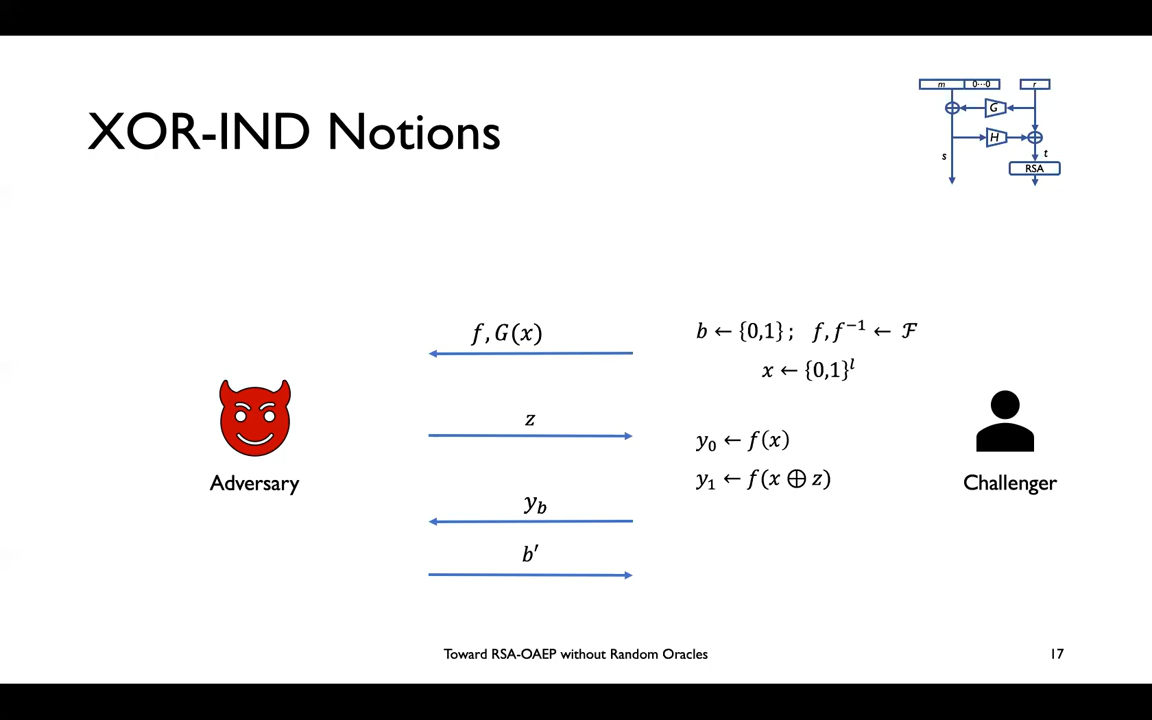 XOR-IND Notions
m 0⋯0 r
G
H
s t
RSA
f, G(x)
b ← {0,1} ; f, f⁻¹ ← ℱ
x ← {0,1}ˡ
z
y₀ ← f(x)
y₁ ← f(x ⊕ z)
Adversary
Challenger
y_b
b′
Toward RSA-OAEP without Random Oracles
17